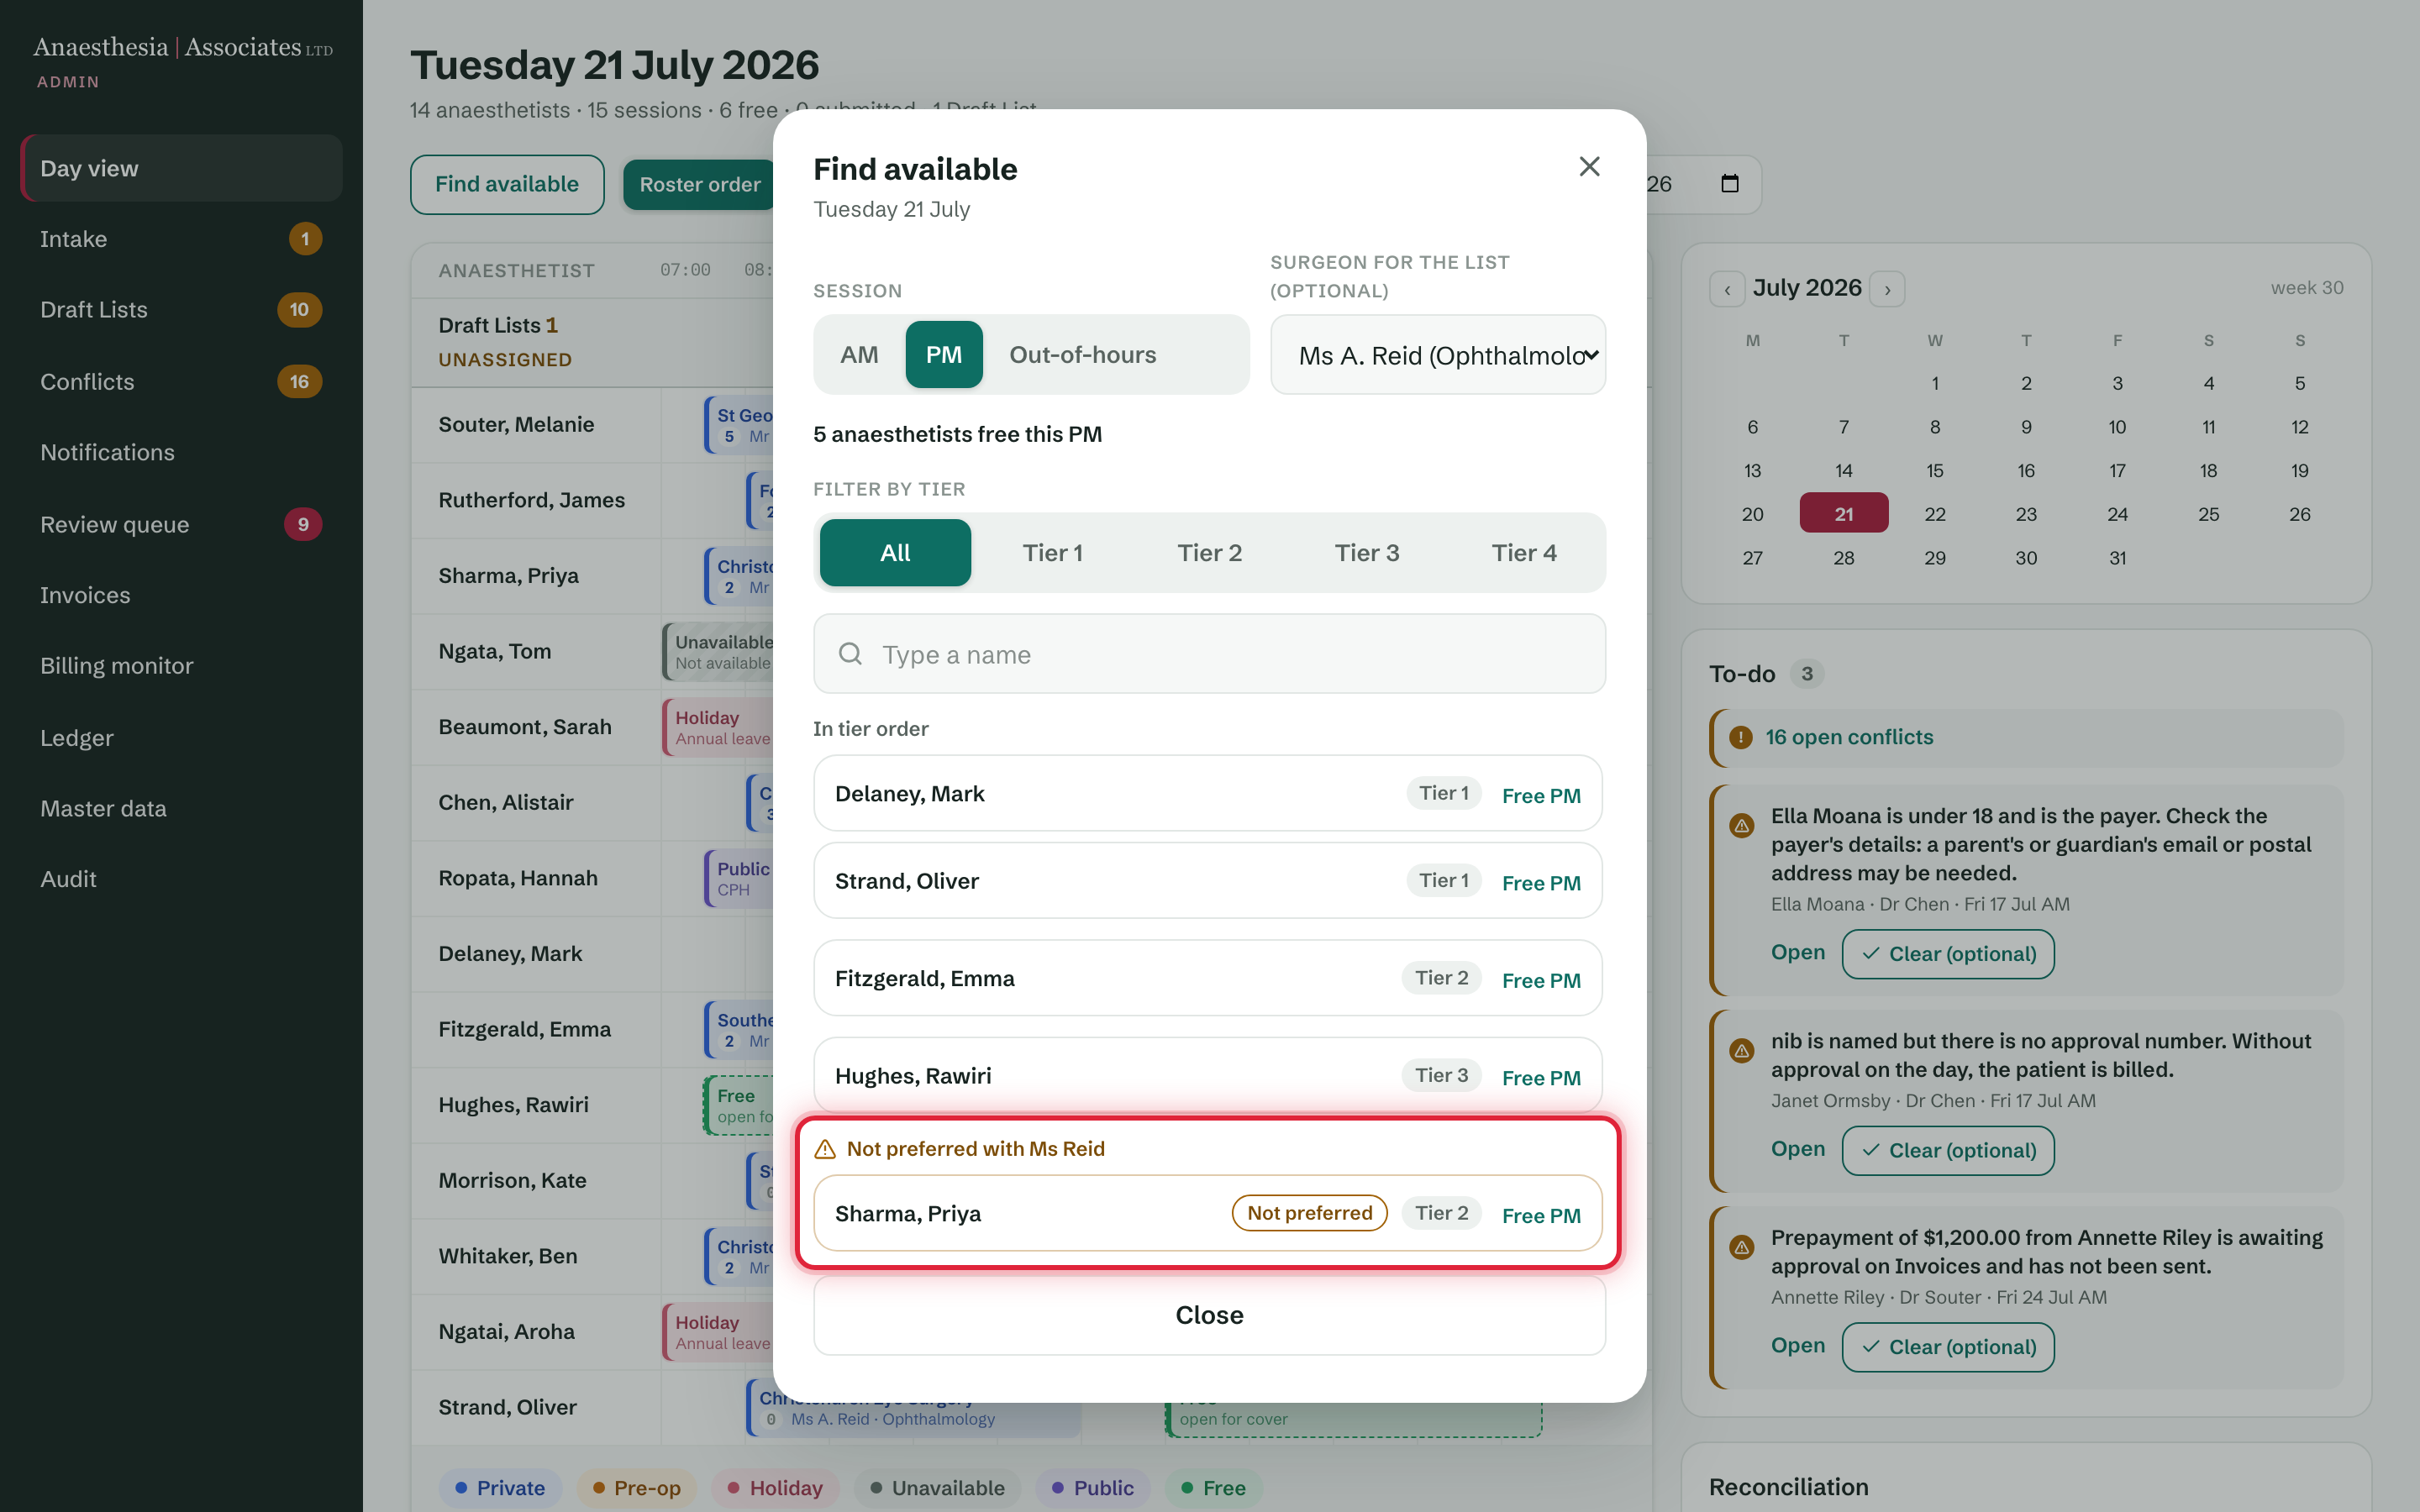 Anaesthesia | Associates LTD
ADMIN
Day view
Intake 1
Draft Lists 10
Conflicts 16
Notifications
Review queue 9
Invoices
Billing monitor
Ledger
Master data
Audit
Tuesday 21 July 2026
14 anaesthetists · 15 sessions · 6 free · 0 submitted · 1 Draft List
Find available
Roster order
26
ANAESTHETIST 07:00 08:
Draft Lists 1
UNASSIGNED
Souter, Melanie
St Geo
5 Mr
Rutherford, James
Sharma, Priya
Christc
2 Mr
Ngata, Tom
Unavailable
Not available
Beaumont, Sarah
Holiday
Annual leave
Chen, Alistair
C
3
Ropata, Hannah
Public
CPH
Delaney, Mark
Fitzgerald, Emma
Southe
2 Mr
Hughes, Rawiri
Free
open fo
Morrison, Kate
Whitaker, Ben
Christc
2 Mr
Ngatai, Aroha
Holiday
Annual leave
Strand, Oliver
Christchurch Eye Surgery
0 Ms A. Reid · Ophthalmology
open for cover
Private
Pre-op
Holiday
Unavailable
Public
Free
Find available
Tuesday 21 July
SESSION
AM PM Out-of-hours
SURGEON FOR THE LIST
(OPTIONAL)
Ms A. Reid (Ophthalmolo
5 anaesthetists free this PM
FILTER BY TIER
All Tier 1 Tier 2 Tier 3 Tier 4
Type a name
In tier order
Delaney, Mark Tier 1 Free PM
Strand, Oliver Tier 1 Free PM
Fitzgerald, Emma Tier 2 Free PM
Hughes, Rawiri Tier 3 Free PM
Not preferred with Ms Reid
Sharma, Priya Not preferred Tier 2 Free PM
Close
‹ July 2026 › week 30
M T W T F S S
1 2 3 4 5
6 7 8 9 10 11 12
13 14 15 16 17 18 19
20 21 22 23 24 25 26
27 28 29 30 31
To-do 3
16 open conflicts
Ella Moana is under 18 and is the payer. Check the
payer's details: a parent's or guardian's email or postal
address may be needed.
Ella Moana · Dr Chen · Fri 17 Jul AM
Open Clear (optional)
nib is named but there is no approval number. Without
approval on the day, the patient is billed.
Janet Ormsby · Dr Chen · Fri 17 Jul AM
Open Clear (optional)
Prepayment of $1,200.00 from Annette Riley is awaiting
approval on Invoices and has not been sent.
Annette Riley · Dr Souter · Fri 24 Jul AM
Open Clear (optional)
Reconciliation